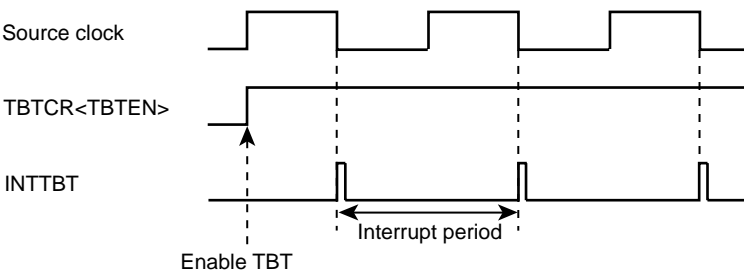 Source clock
TBTCR<TBTEN>
INTTBT
Interrupt period
Enable TBT